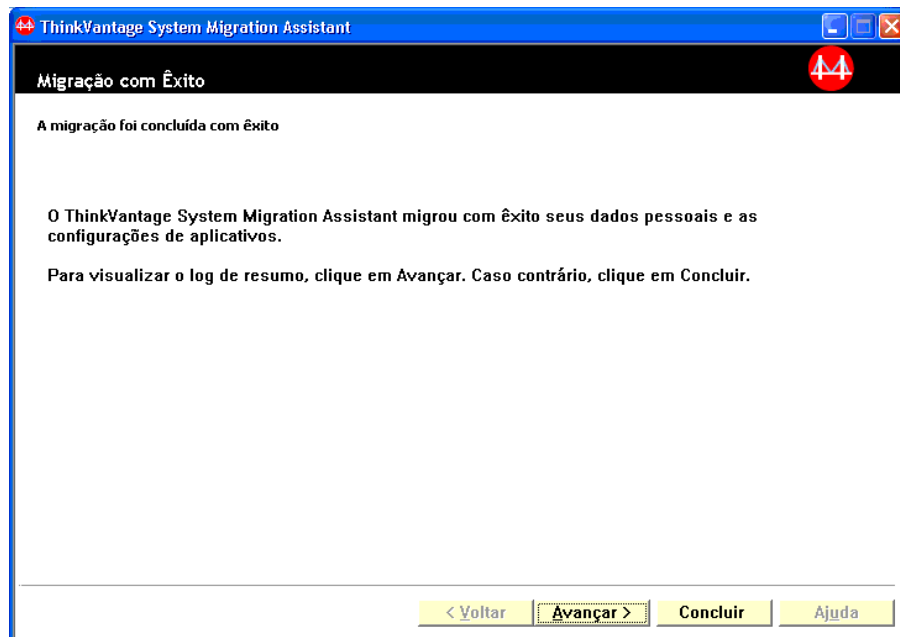 ThinkVantage System Migration Assistant
Migração com Êxito
A migração foi concluída com êxito
O ThinkVantage System Migration Assistant migrou com êxito seus dados pessoais e as
configurações de aplicativos.
Para visualizar o log de resumo, clique em Avançar. Caso contrário, clique em Concluir.
< Voltar Avançar > Concluir Ajuda